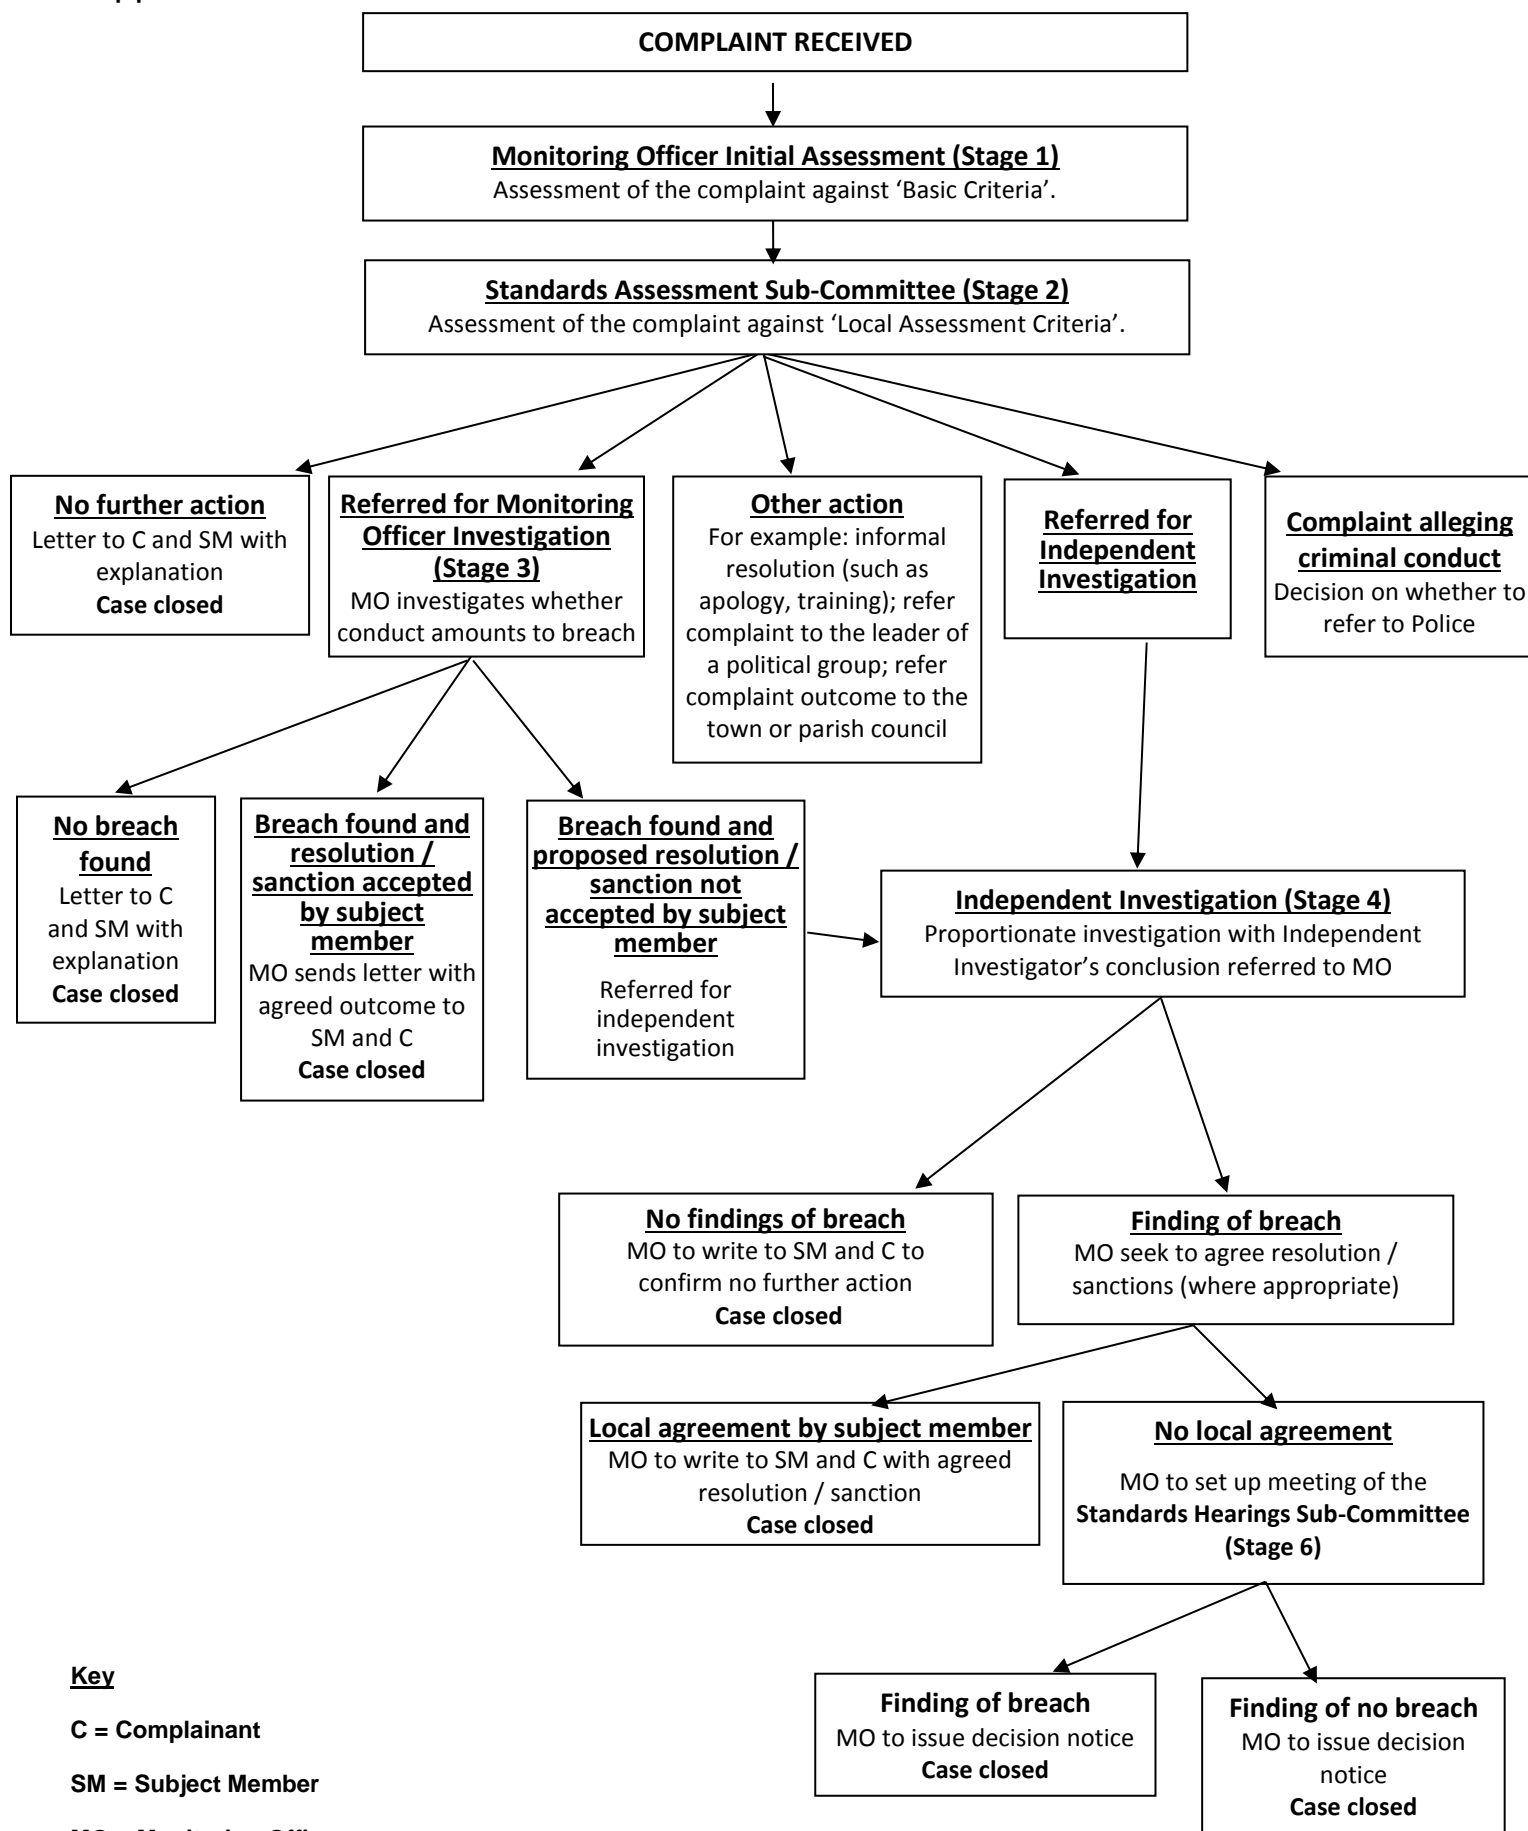 COMPLAINT RECEIVED
Monitoring Officer Initial Assessment (Stage 1)
Assessment of the complaint against ‘Basic Criteria’.
Standards Assessment Sub-Committee (Stage 2)
Assessment of the complaint against ‘Local Assessment Criteria’.
No further action
Letter to C and SM with
explanation
Case closed
Referred for Monitoring
Officer Investigation
(Stage 3)
MO investigates whether
conduct amounts to breach
Other action
For example: informal
resolution (such as
apology, training); refer
complaint to the leader of
a political group; refer
complaint outcome to the
town or parish council
Referred for
Independent
Investigation
Complaint alleging
criminal conduct
Decision on whether to
refer to Police
No breach
found
Letter to C
and SM with
explanation
Case closed
Breach found and
resolution /
sanction accepted
by subject
member
MO sends letter with
agreed outcome to
SM and C
Case closed
Breach found and
proposed resolution /
sanction not
accepted by subject
member
Referred for
independent
investigation
Independent Investigation (Stage 4)
Proportionate investigation with Independent
Investigator’s conclusion referred to MO
No findings of breach
MO to write to SM and C to
confirm no further action
Case closed
Finding of breach
MO seek to agree resolution /
sanctions (where appropriate)
Local agreement by subject member
MO to write to SM and C with agreed
resolution / sanction
Case closed
No local agreement
MO to set up meeting of the
Standards Hearings Sub-Committee
(Stage 6)
Finding of breach
MO to issue decision notice
Case closed
Finding of no breach
MO to issue decision
notice
Case closed
Key
C = Complainant
SM = Subject Member